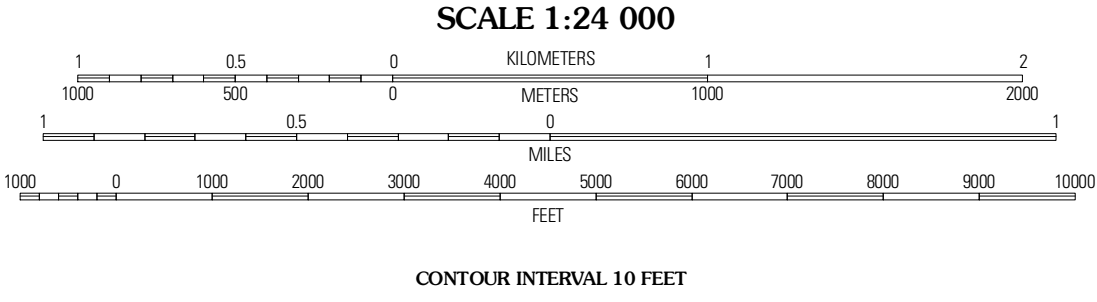 SCALE 1:24 000
1 0.5 0 KILOMETERS 1 2
1000 500 0 METERS 1000 2000
1 0.5 0 1
MILES
1000 0 1000 2000 3000 4000 5000 6000 7000 8000 9000 10000
FEET
CONTOUR INTERVAL 10 FEET